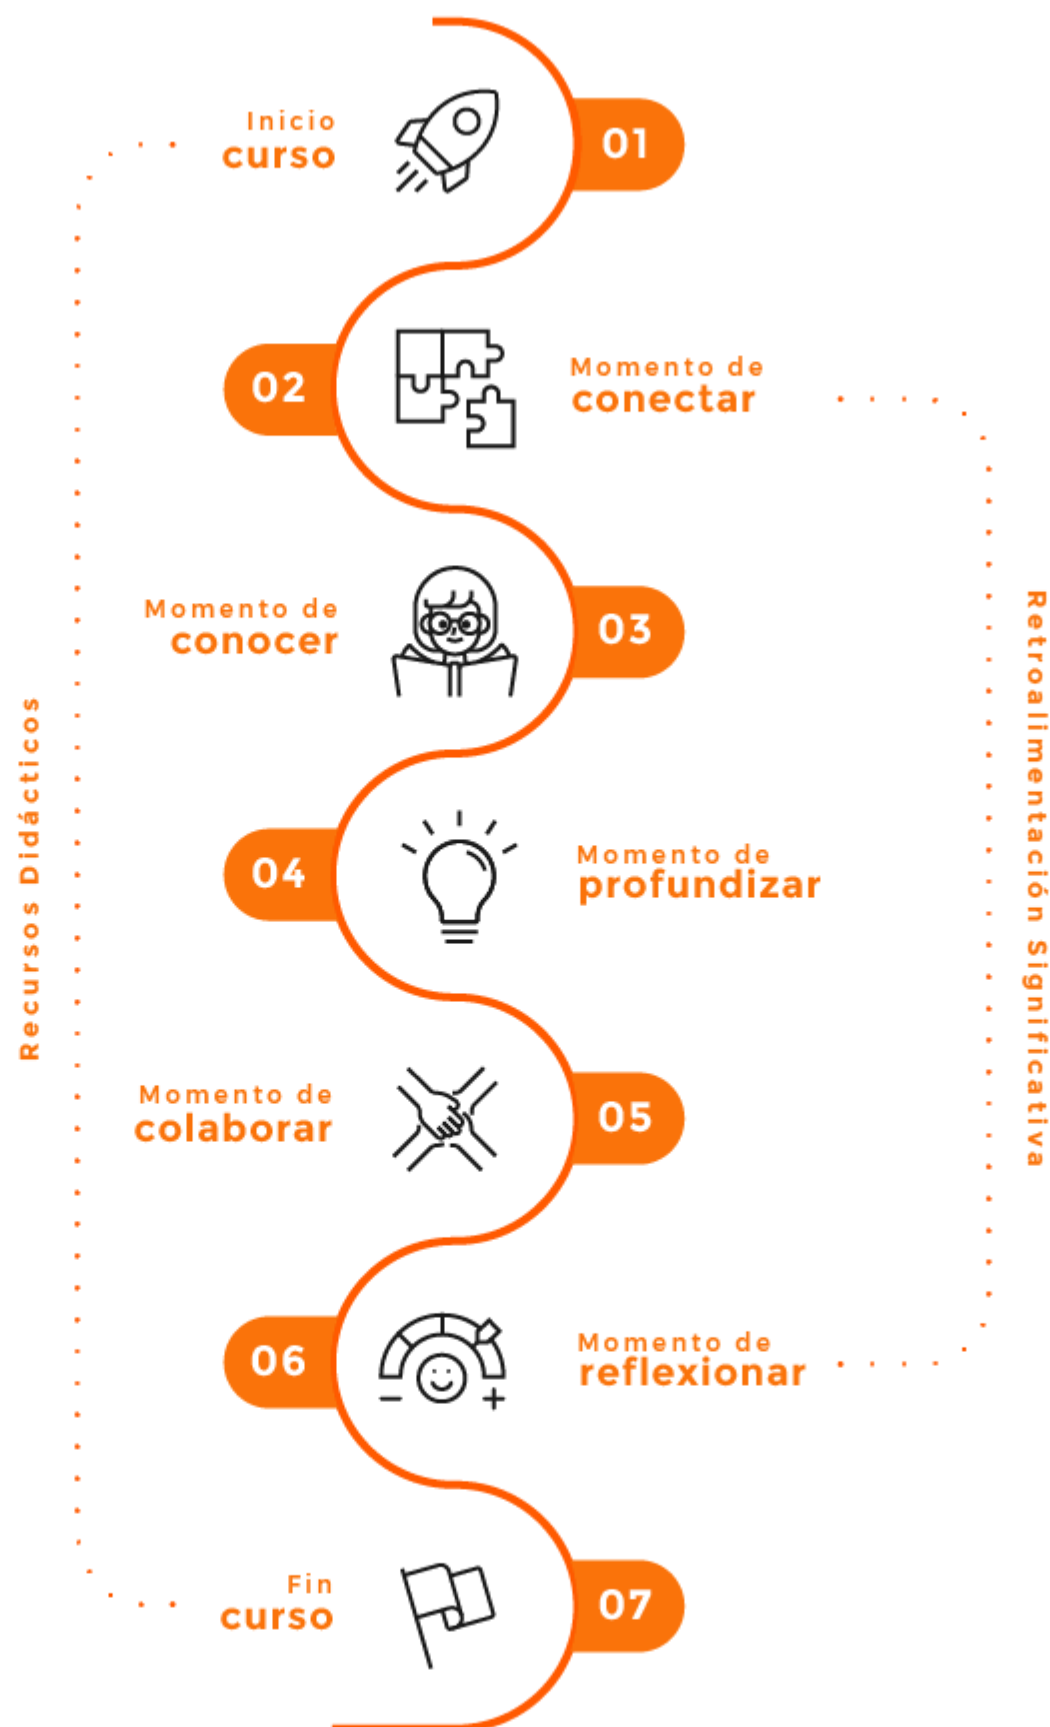 Inicio
curso
01
02
Momento de
conectar
Momento de
conocer
03
04
Momento de
profundizar
Momento de
colaborar
05
06
Momento de
reflexionar
Fin
curso
07
Recursos Didácticos
Retroalimentación Significativa